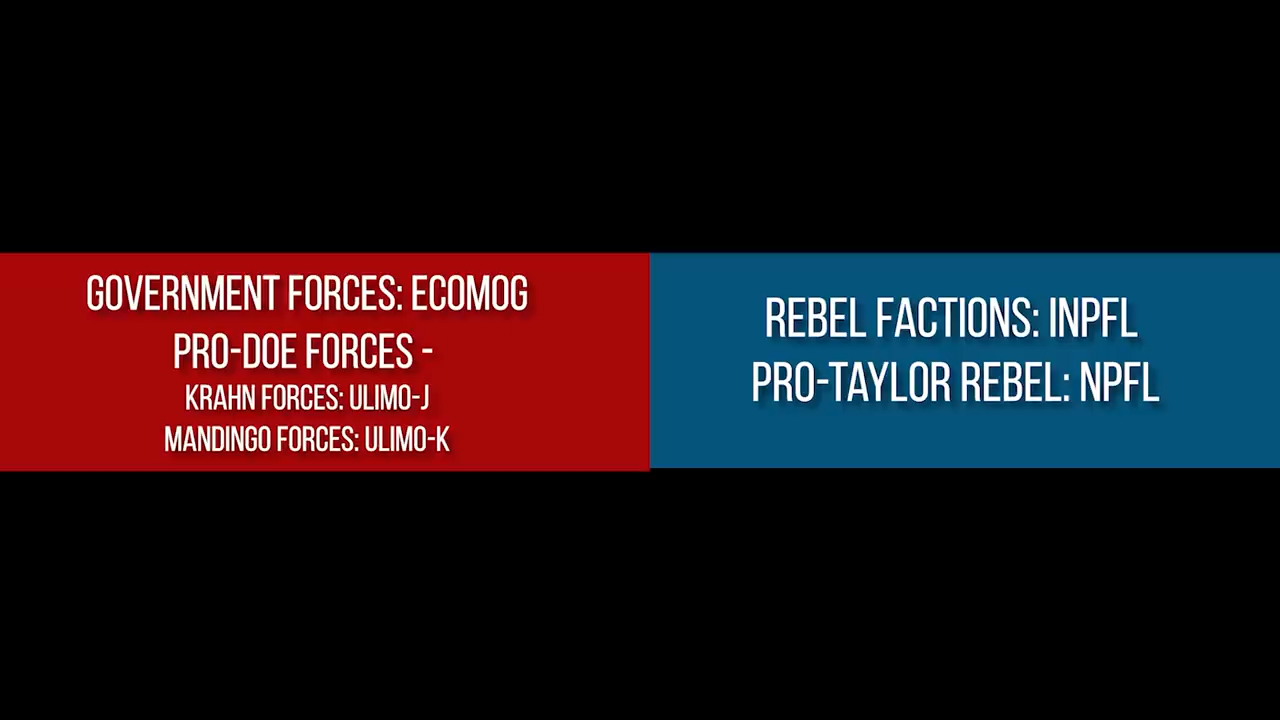 GOVERNMENT FORCES: ECOMOG
PRO-DOE FORCES -
KRAHN FORCES: ULIMO-J
MANDINGO FORCES: ULIMO-K
REBEL FACTIONS: INPFL
PRO-TAYLOR REBEL: NPFL